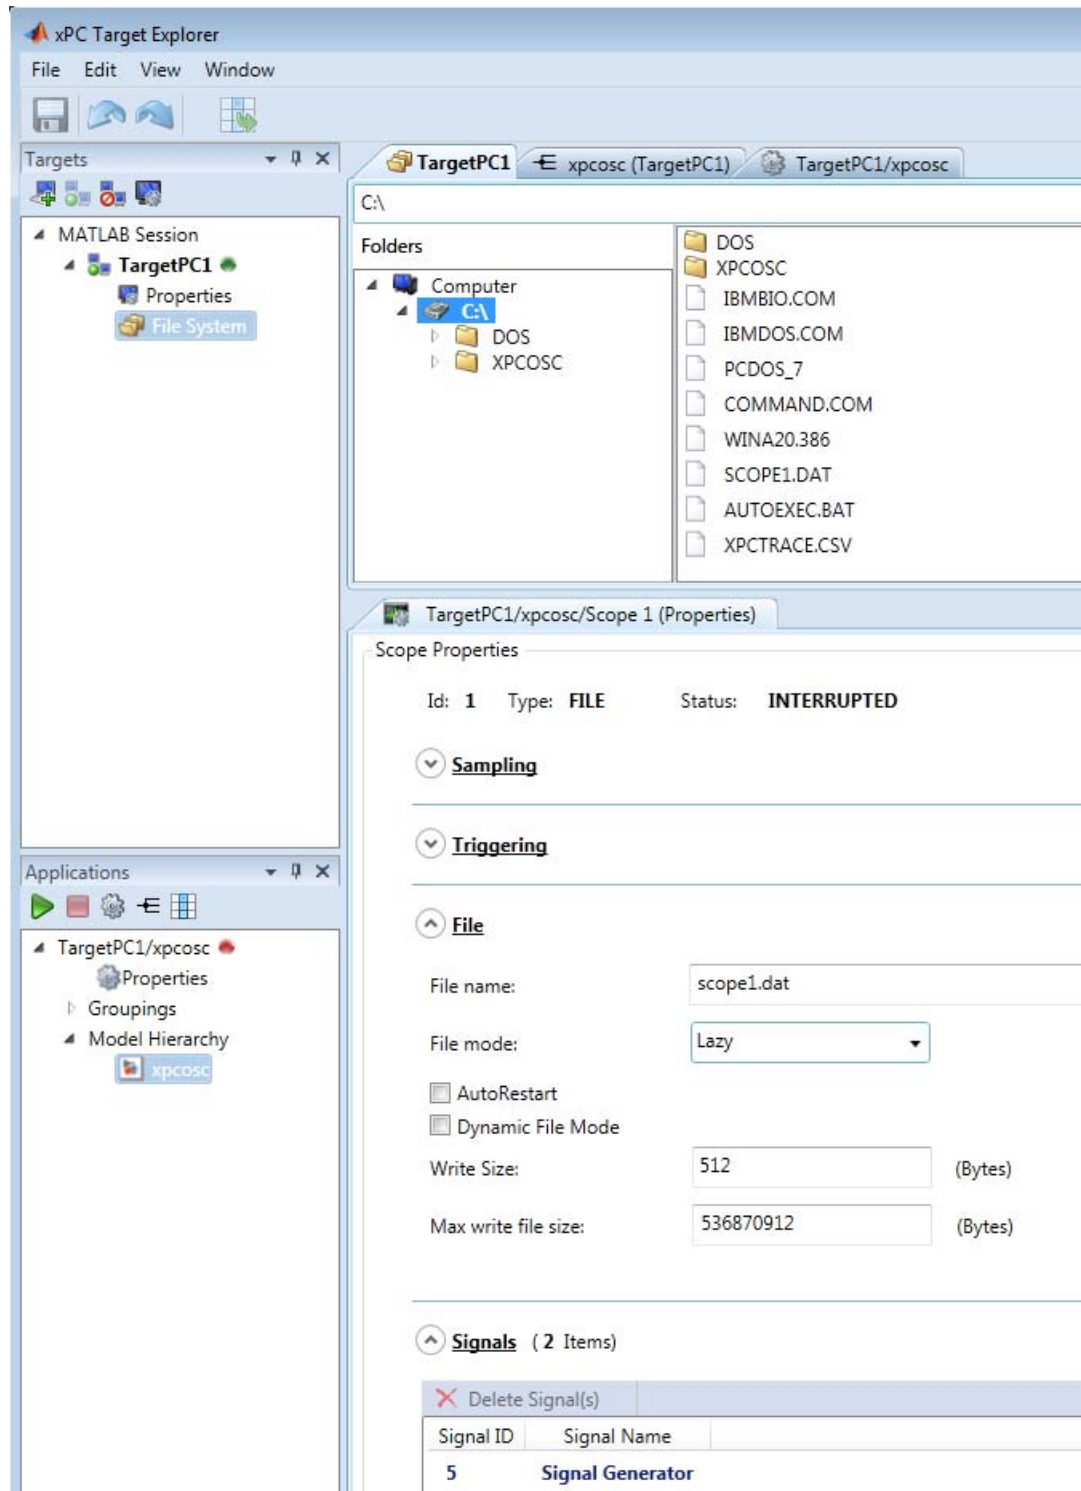 xPC Target Explorer
File Edit View Window
Targets
MATLAB Session
TargetPC1
Properties
File System
TargetPC1 xpcosc (TargetPC1) TargetPC1/xpcosc
C:\
Folders
Computer
C:\
DOS
XPCOSC
DOS
XPCOSC
IBMBIO.COM
IBMDOS.COM
PCDOS_7
COMMAND.COM
WINA20.386
SCOPE1.DAT
AUTOEXEC.BAT
XPCTRACE.CSV
Applications
TargetPC1/xpcosc
Properties
Groupings
Model Hierarchy
xpcosc
TargetPC1/xpcosc/Scope 1 (Properties)
Scope Properties
Id: 1 Type: FILE Status: INTERRUPTED
Sampling
Triggering
File
File name: scope1.dat
File mode: Lazy
AutoRestart
Dynamic File Mode
Write Size: 512 (Bytes)
Max write file size: 536870912 (Bytes)
Signals ( 2 Items)
Delete Signal(s)
Signal ID Signal Name
5 Signal Generator